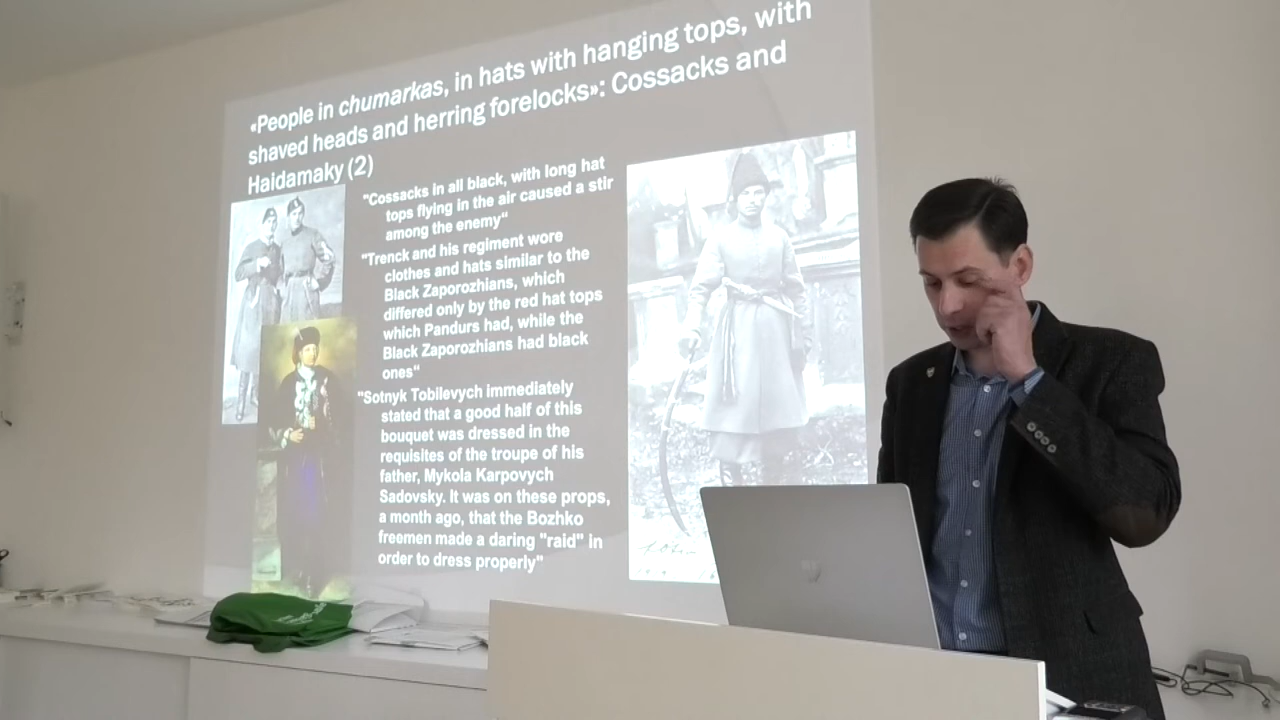 «People in chumarkas, in hats with hanging tops, with
shaved heads and herring forelocks»: Cossacks and
Haidamaky (2)
"Cossacks in all black, with long hat
tops flying in the air caused a stir
among the enemy"
"Trenck and his regiment wore
clothes and hats similar to the
Black Zaporozhians, which
differed only by the red hat tops
which Pandurs had, while the
Black Zaporozhians had black
ones"
"Sotnyk Tobilevych immediately
stated that a good half of this
bouquet was dressed in the
requisites of the troupe of his
father, Mykola Karpovych
Sadovsky. It was on these props,
a month ago, that the Bozhko
freemen made a daring "raid" in
order to dress properly"